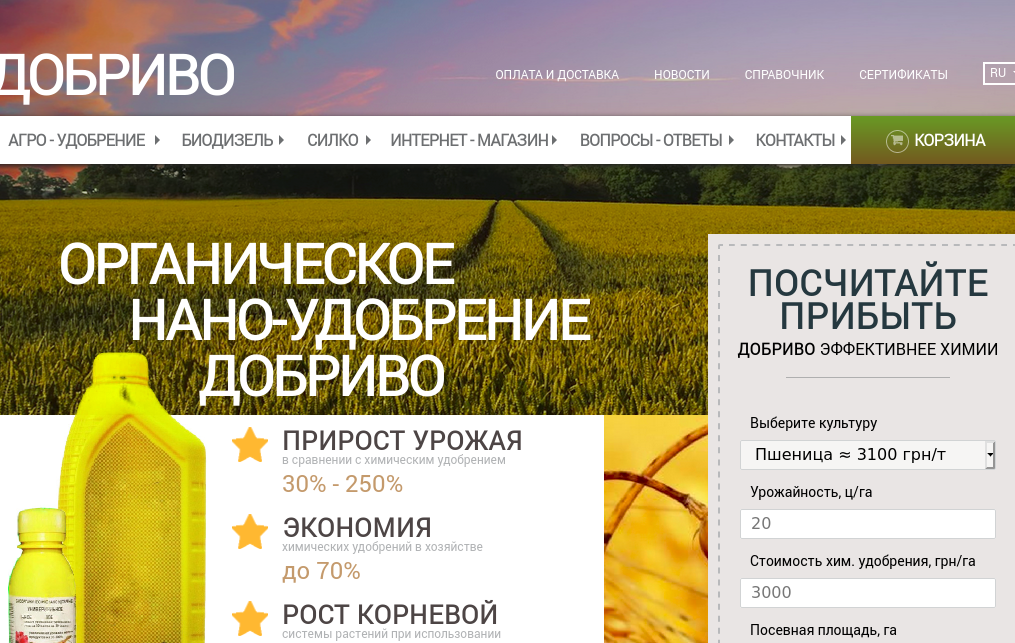 ДОБРИВО
ОПЛАТА И ДОСТАВКА НОВОСТИ СПРАВОЧНИК СЕРТИФИКАТЫ RU
АГРО - УДОБРЕНИЕ БИОДИЗЕЛЬ СИЛКО ИНТЕРНЕТ - МАГАЗИН ВОПРОСЫ - ОТВЕТЫ КОНТАКТЫ КОРЗИНА
ОРГАНИЧЕСКОЕ
НАНО-УДОБРЕНИЕ
ДОБРИВО
ПРИРОСТ УРОЖАЯ
в сравнении с химическим удобрением
30% - 250%
ЭКОНОМИЯ
химических удобрений в хозяйстве
до 70%
РОСТ КОРНЕВОЙ
системы растений при использовании
УНИВЕРСАЛЬНОЕ
ПОСЧИТАЙТЕ
ПРИБЫТЬ
ДОБРИВО ЭФФЕКТИВНЕЕ ХИМИИ
Выберите культуру
Пшеница ≈ 3100 грн/т
Урожайность, ц/га
20
Стоимость хим. удобрения, грн/га
3000
Посевная площадь, га